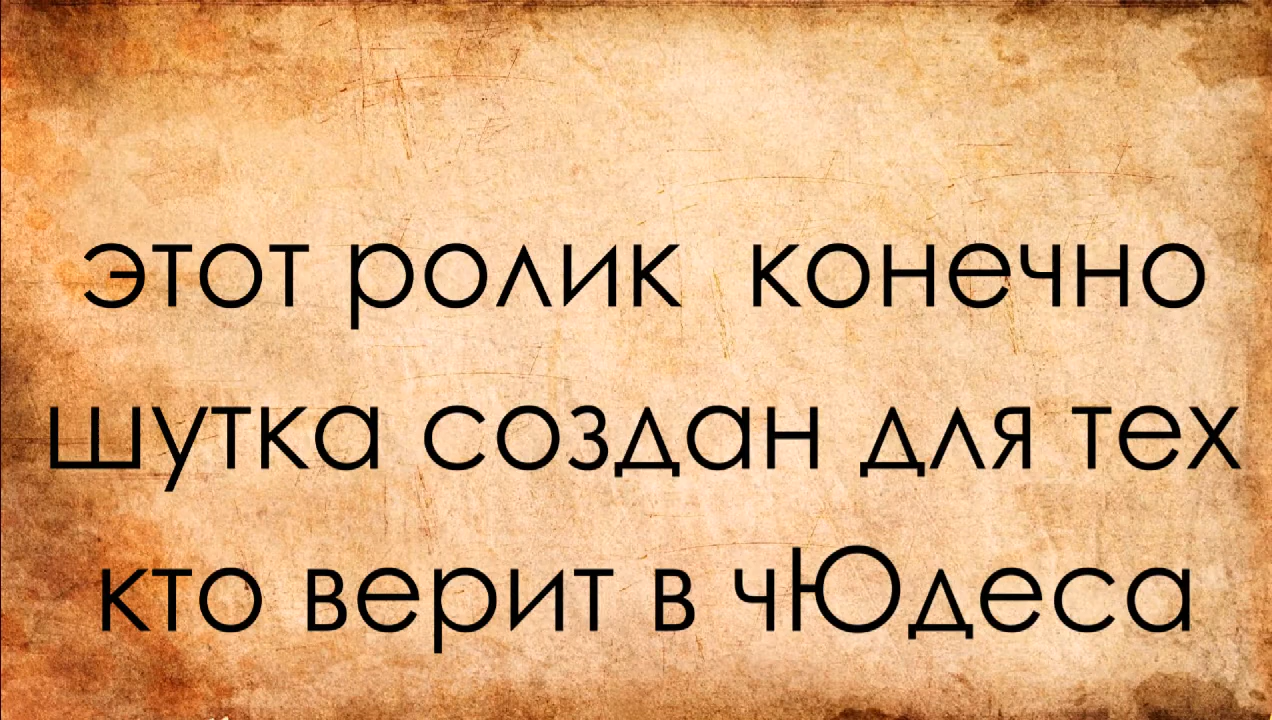 этот ролик  конечно
шутка создан для тех
кто верит в чЮдеса